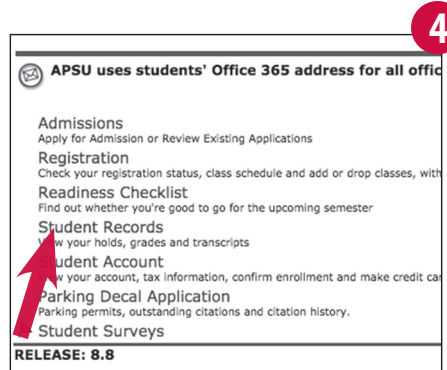 4
APSU uses students' Office 365 address for all offic
Admissions
Apply for Admission or Review Existing Applications
Registration
Check your registration status, class schedule and add or drop classes, with
Readiness Checklist
Find out whether you're good to go for the upcoming semester
Student Records
View your holds, grades and transcripts
Student Account
View your account, tax information, confirm enrollment and make credit car
Parking Decal Application
Parking permits, outstanding citations and citation history.
Student Surveys
RELEASE: 8.8